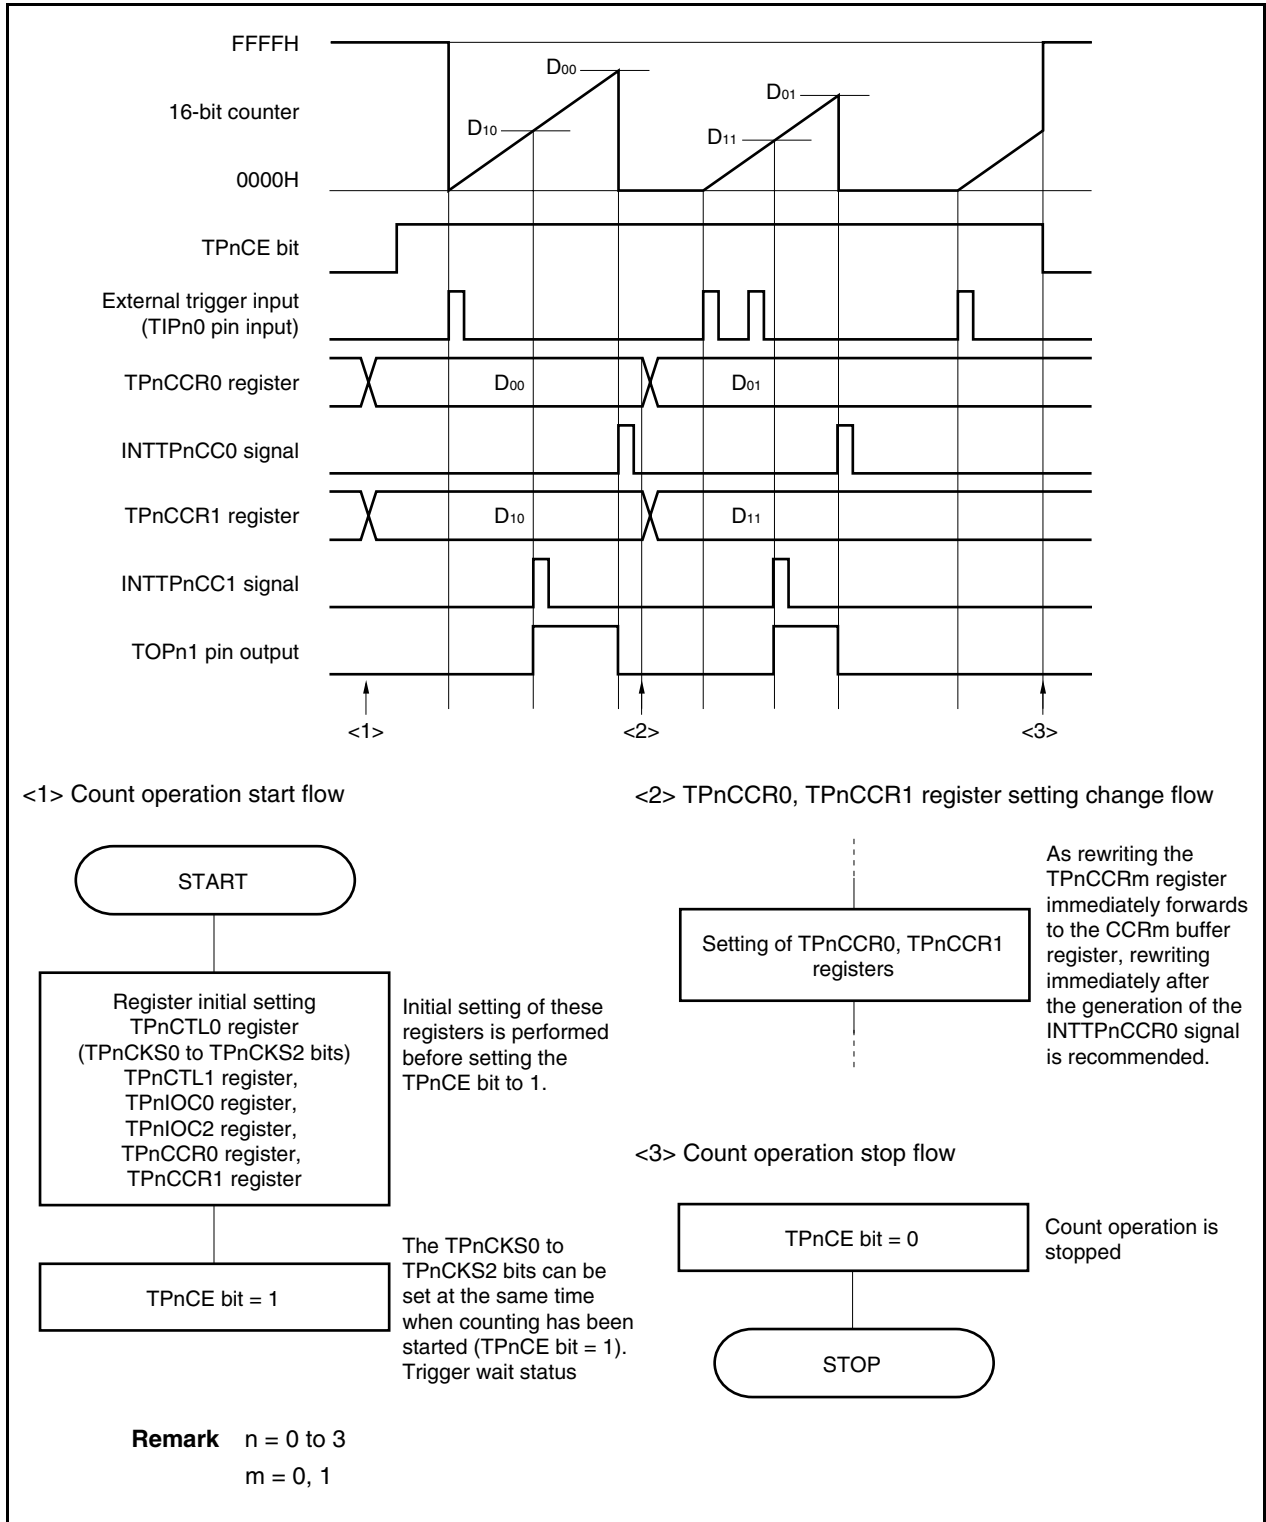 FFFFH
D00
D01
16-bit counter
D10
D11
0000H
TPnCE bit
External trigger input
(TIPn0 pin input)
TPnCCR0 register
D00
D01
INTTPnCC0 signal
TPnCCR1 register
D10
D11
INTTPnCC1 signal
TOPn1 pin output
<1>
<2>
<3>
<1> Count operation start flow
START
Register initial setting
TPnCTL0 register
(TPnCKS0 to TPnCKS2 bits)
TPnCTL1 register,
TPnIOC0 register,
TPnIOC2 register,
TPnCCR0 register,
TPnCCR1 register
Initial setting of these
registers is performed
before setting the
TPnCE bit to 1.
TPnCE bit = 1
The TPnCKS0 to
TPnCKS2 bits can be
set at the same time
when counting has been
started (TPnCE bit = 1).
Trigger wait status
<2> TPnCCR0, TPnCCR1 register setting change flow
Setting of TPnCCR0, TPnCCR1
registers
As rewriting the
TPnCCRm register
immediately forwards
to the CCRm buffer
register, rewriting
immediately after
the generation of the
INTTPnCCR0 signal
is recommended.
<3> Count operation stop flow
TPnCE bit = 0
Count operation is
stopped
STOP
Remark n = 0 to 3
m = 0, 1